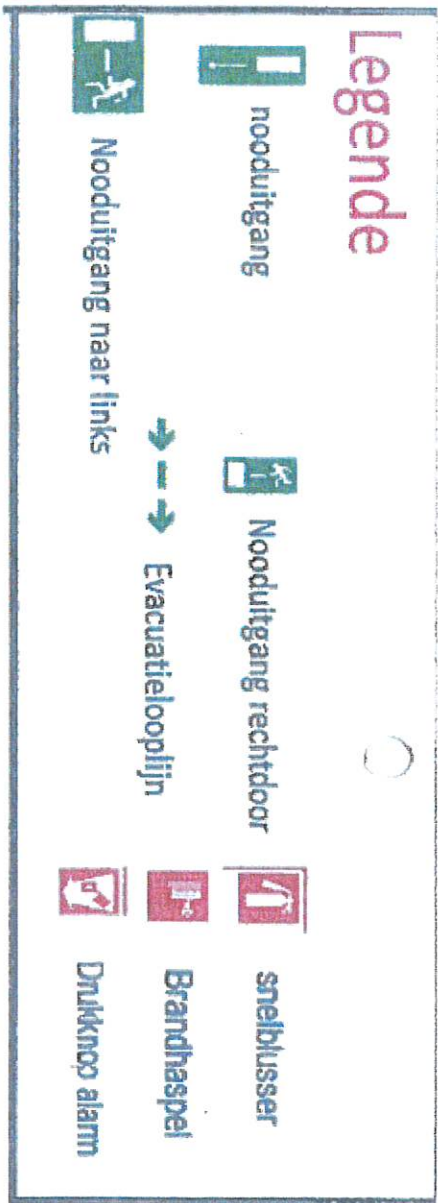 Legende
nooduitgang
Nooduitgang naar links
Nooduitgang rechtdoor
Evacuatielooplijn
snelblusser
Brandhaspel
Drukknop alarm